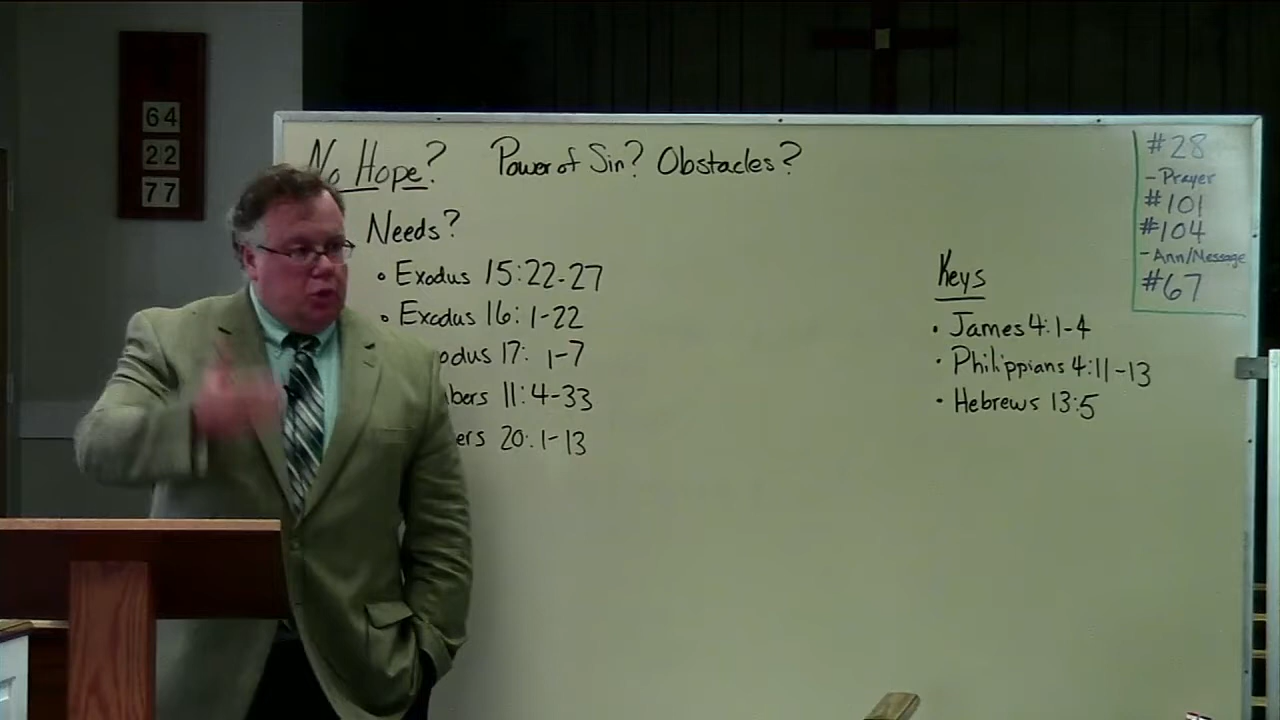 64
22
77
No Hope? Power of Sin? Obstacles?
Needs?
• Exodus 15:22-27
• Exodus 16:1-22
odus 17:1-7
bers 11:4-33
ers 20:1-13
Keys
• James 4:1-4
• Philippians 4:11-13
• Hebrews 13:5
#28
- Prayer
#101
#104
- Ann/Message
#67